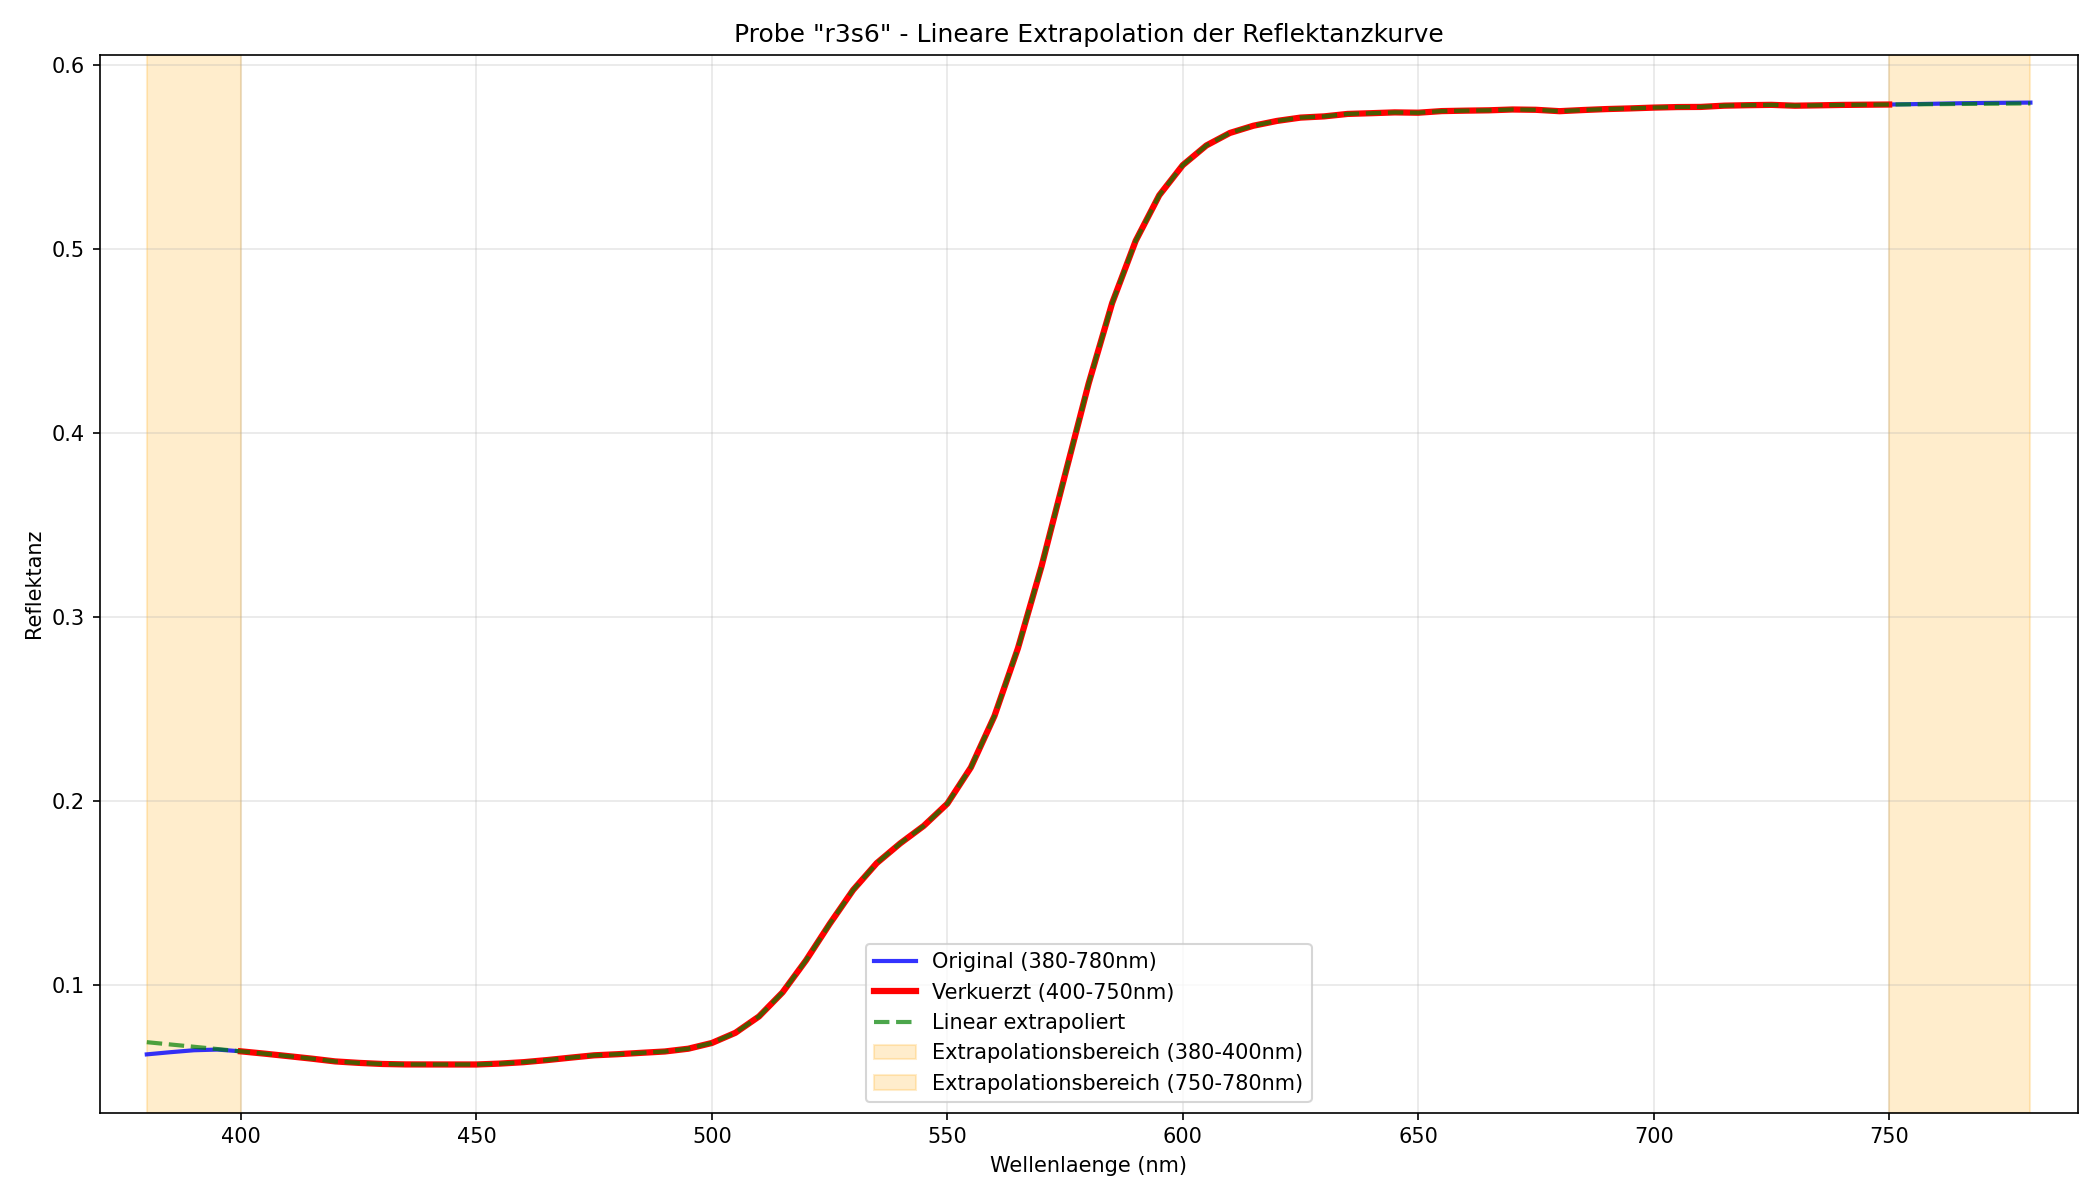 Probe "r3s6" - Lineare Extrapolation der Reflektanzkurve
0.6
0.5
0.4
0.3
0.2
0.1
Reflektanz
Original (380-780nm)
Verkuerzt (400-750nm)
Linear extrapoliert
Extrapolationsbereich (380-400nm)
Extrapolationsbereich (750-780nm)
400 450 500 550 600 650 700 750
Wellenlaenge (nm)